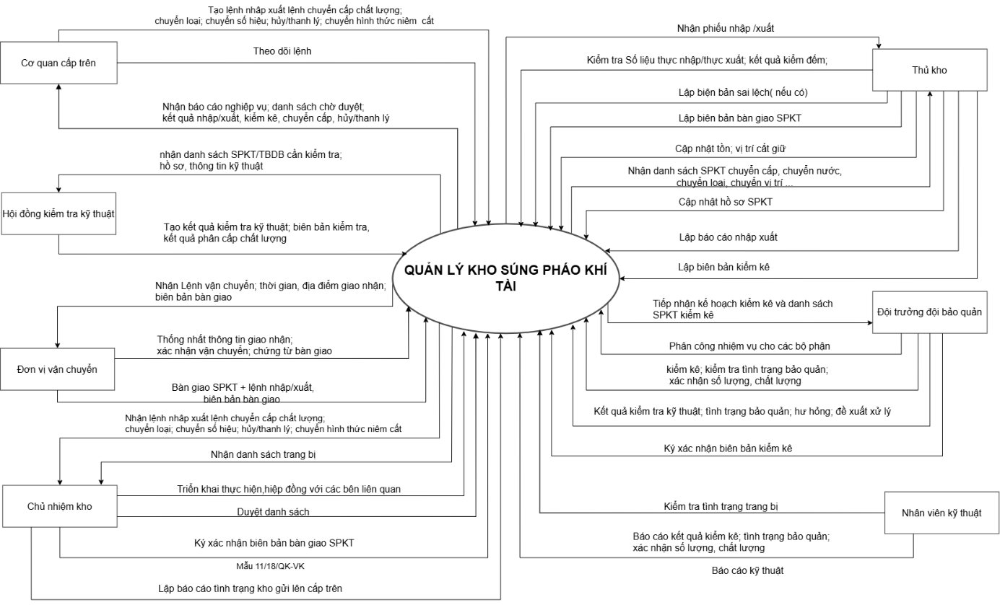 Tạo lệnh nhâp xuất lệnh chuyển cấp chất lượng;
chuyển loại; chuyển số hiệu; hủy/thanh lý; chuyển hình thức niêm cất
Cơ quan cấp trên
Theo dõi lệnh
Nhận báo cáo nghiệp vụ; danh sách chờ duyệt;
kết quả nhập/xuất, kiểm kê, chuyển cấp, hủy/thanh lý
nhận danh sách SPKT/TBDB cần kiểm tra;
hồ sơ, thông tin kỹ thuật
Hội đồng kiểm tra kỹ thuật
Tạo kết quả kiểm tra kỹ thuật; biên bản kiểm tra,
kết quả phân cấp chất lượng
Nhận Lệnh vận chuyển; thời gian, địa điểm giao nhận;
biên bản bàn giao
Thống nhất thông tin giao nhận;
xác nhận vận chuyển; chứng từ bàn giao
Đơn vị vận chuyển
Bàn giao SPKT + lệnh nhập/xuất,
biên bản bàn giao
Nhận lệnh nhâp xuất lệnh chuyển cấp chất lượng;
chuyển loại; chuyển số hiệu; hủy/thanh lý; chuyển hình thức niêm cất
Nhận danh sách trang bị
Triển khai thực hiện,hiệp đồng với các bên liên quan
Chủ nhiệm kho
Duyệt danh sách
Ký xác nhận biên bản bàn giao SPKT
Mẫu 11/18/QK-VK
Lập báo cáo tình trạng kho gửi lên cấp trên
QUẢN LÝ KHO SÚNG PHÁO KHÍ
TÀI
Nhận phiếu nhập /xuất
Kiểm tra Số liệu thực nhập/thực xuất; kết quả kiểm đếm;
Thủ kho
Lập biện bản sai lệch( nếu có)
Lập biên bản bàn giao SPKT
Cập nhật tồn; vị trí cất giữ
Nhận danh sách SPKT chuyển cấp, chuyển nước,
chuyển loại, chuyển vị trí ...
Cập nhật hồ sơ SPKT
Lập báo cáo nhập xuất
Lập biên bản kiểm kê
Tiếp nhận kế hoạch kiểm kê và danh sách
SPKT kiểm kê
Đội trưởng đội bảo quản
Phân công nhiệm vụ cho các bộ phận
kiểm kê; kiểm tra tình trạng bảo quản;
xác nhận số lượng, chất lượng
Kết quả kiểm tra kỹ thuật; tình trạng bảo quản; hư hỏng; đề xuất xử lý
Ký xác nhận biên bản kiểm kê
Kiểm tra tình trạng trang bị
Nhân viên kỹ thuật
Báo cáo kết quả kiểm kê; tình trạng bảo quản;
xác nhận số lượng, chất lượng
Báo cáo kỹ thuật